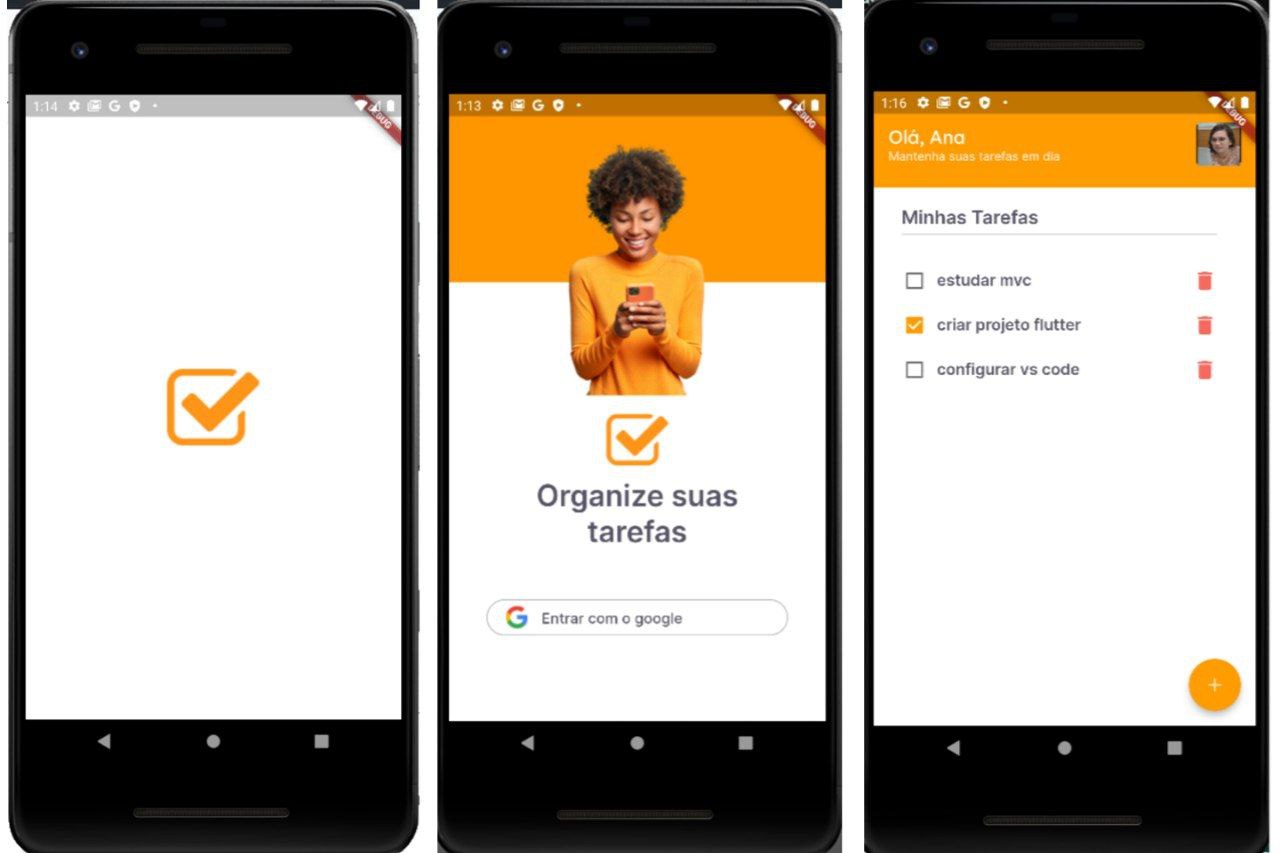 1:14
DEBUG
1:13
DEBUG
Organize suas
tarefas
Entrar com o google
1:16
DEBUG
Olá, Ana
Mantenha suas tarefas em dia
Minhas Tarefas
estudar mvc
criar projeto flutter
configurar vs code